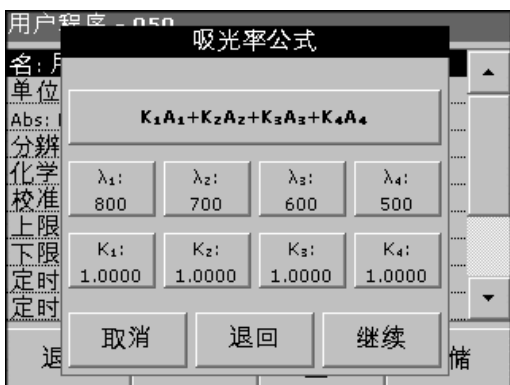 用户程序 - 050
吸光率公式
名:
单位
K₁A₁+K₂A₂+K₃A₃+K₄A₄
Abs:
分辨
化学
λ₁: λ₂: λ₃: λ₄:
校准
800 700 600 500
上限
K₁: K₂: K₃: K₄:
下限
1.0000 1.0000 1.0000 1.0000
定时
定时
取消 退回 继续
退 储